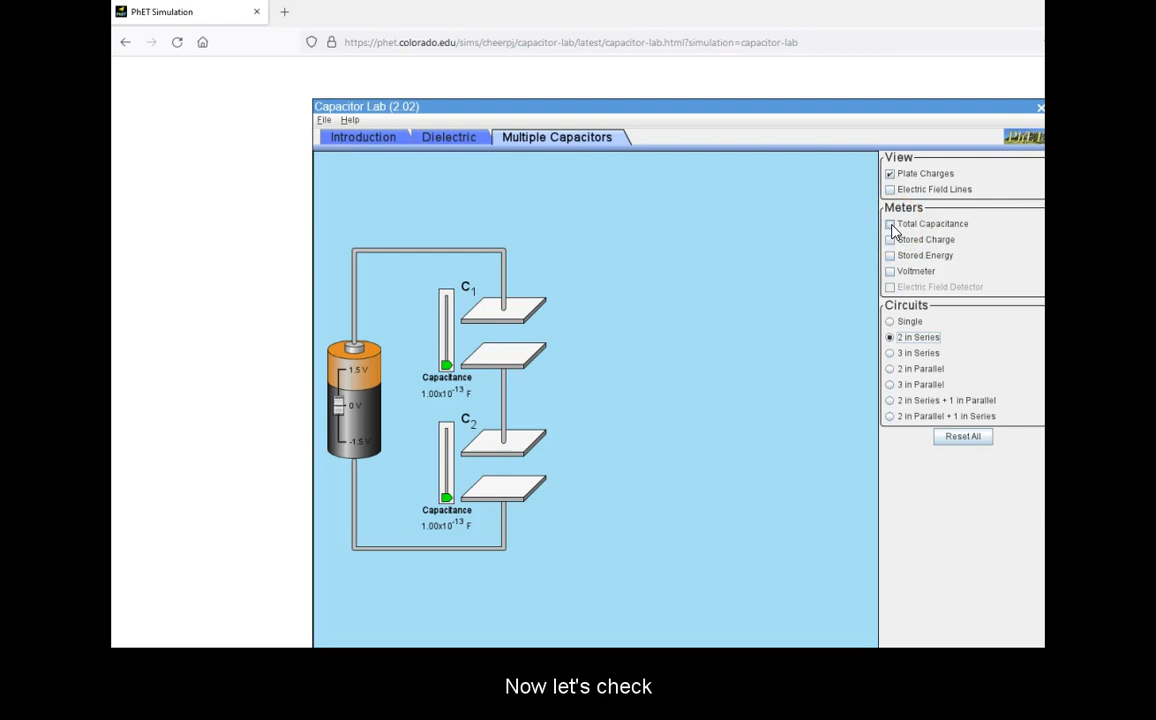 PhET Simulation
https://phet.colorado.edu/sims/cheerpj/capacitor-lab/latest/capacitor-lab.html?simulation=capacitor-lab
Capacitor Lab (2.02)
File Help
Introduction Dielectric Multiple Capacitors
PhET
View
Plate Charges
Electric Field Lines
Meters
Total Capacitance
Stored Charge
Stored Energy
Voltmeter
Electric Field Detector
Circuits
Single
2 in Series
3 in Series
2 in Parallel
3 in Parallel
2 in Series + 1 in Parallel
2 in Parallel + 1 in Series
Reset All
C1
Capacitance
1.00x10-13 F
1.5 V
0 V
-1.5 V
C2
Capacitance
1.00x10-13 F
Now let's check